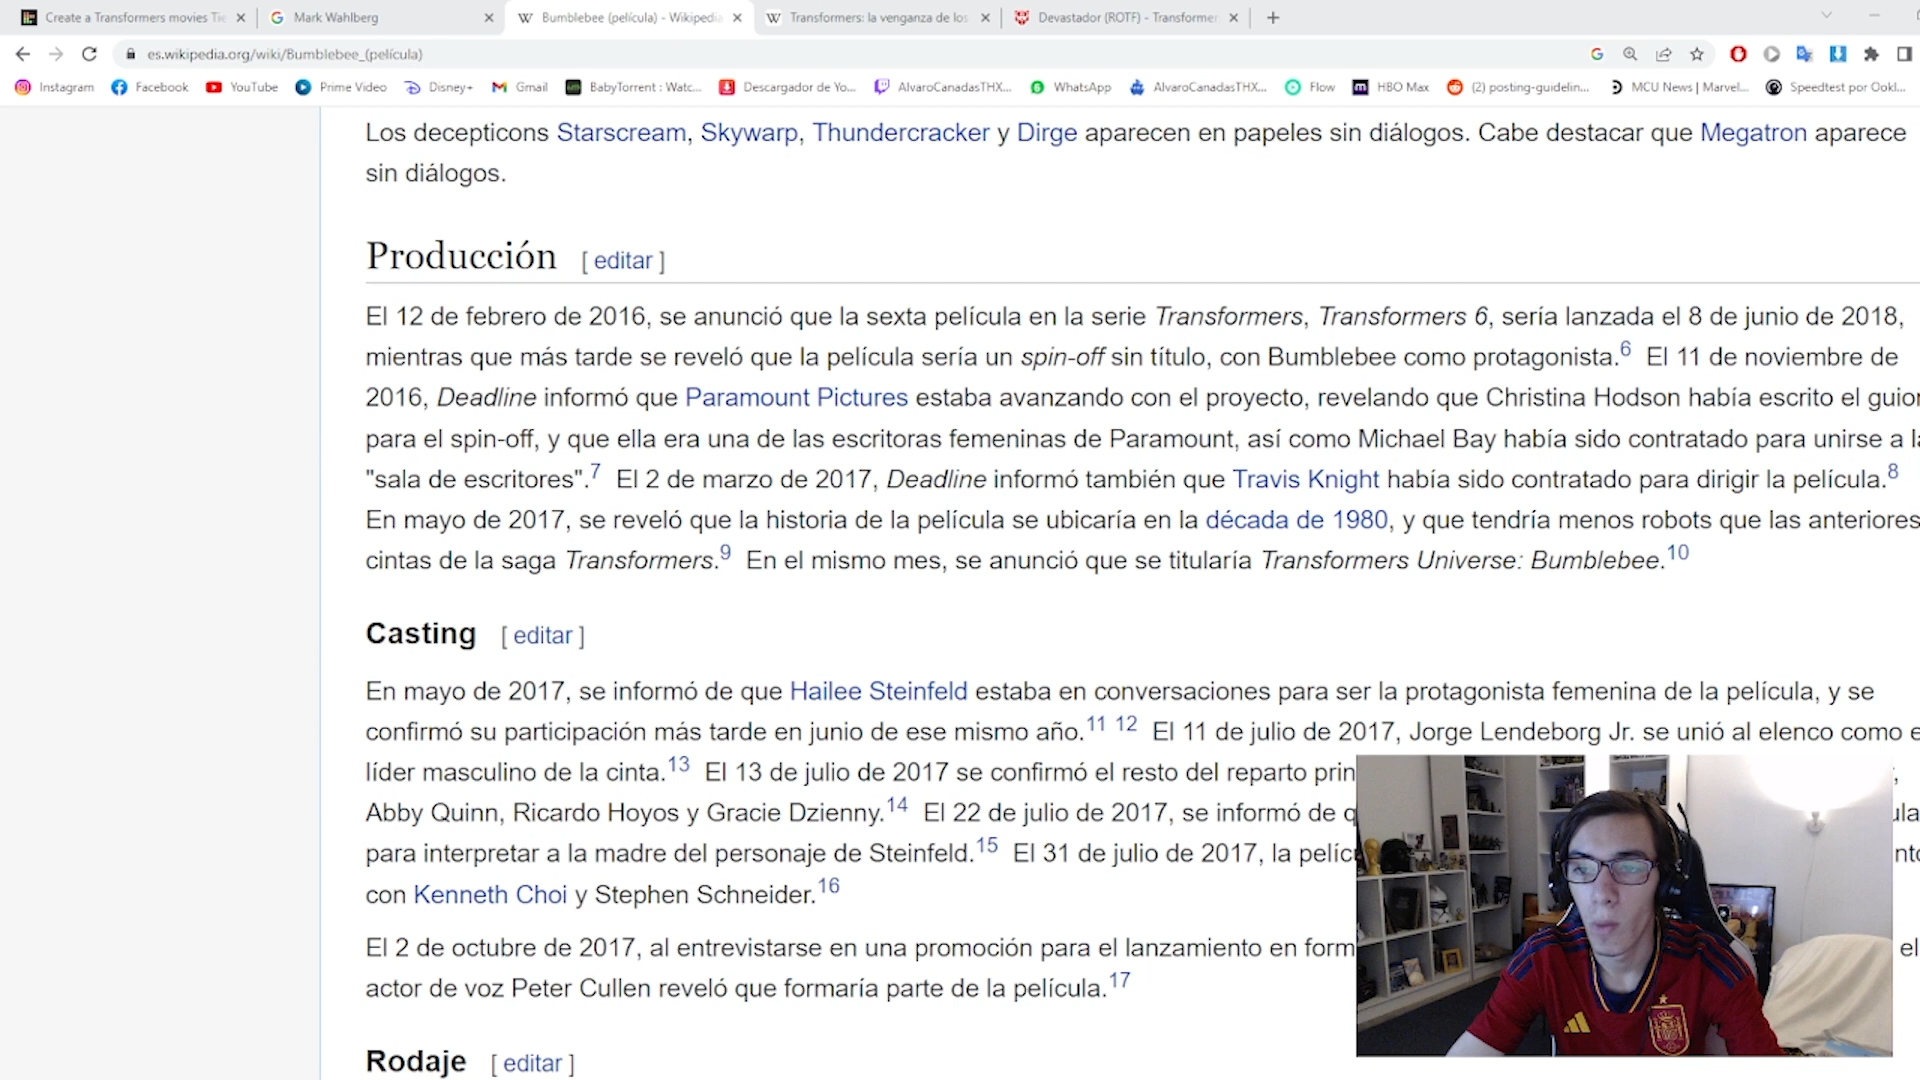 Create a Transformers movies Tie
Mark Wahlberg
Bumblebee (película) - Wikipedia
Transformers: la venganza de los
Devastador (ROTF) - Transformer
es.wikipedia.org/wiki/Bumblebee_(película)
Instagram Facebook YouTube Prime Video Disney+ Gmail BabyTorrent : Watc... Descargador de Yo... AlvaroCanadasTHX... WhatsApp AlvaroCanadasTHX... Flow HBO Max (2) posting-guidelin... MCU News | Marvel... Speedtest por Ookl...
Los decepticons Starscream, Skywarp, Thundercracker y Dirge aparecen en papeles sin diálogos. Cabe destacar que Megatron aparece
sin diálogos.
Producción [ editar ]
El 12 de febrero de 2016, se anunció que la sexta película en la serie Transformers, Transformers 6, sería lanzada el 8 de junio de 2018,
mientras que más tarde se reveló que la película sería un spin-off sin título, con Bumblebee como protagonista.6 El 11 de noviembre de
2016, Deadline informó que Paramount Pictures estaba avanzando con el proyecto, revelando que Christina Hodson había escrito el guion
para el spin-off, y que ella era una de las escritoras femeninas de Paramount, así como Michael Bay había sido contratado para unirse a la
"sala de escritores".7 El 2 de marzo de 2017, Deadline informó también que Travis Knight había sido contratado para dirigir la película.8
En mayo de 2017, se reveló que la historia de la película se ubicaría en la década de 1980, y que tendría menos robots que las anteriores
cintas de la saga Transformers.9 En el mismo mes, se anunció que se titularía Transformers Universe: Bumblebee.10
Casting [ editar ]
En mayo de 2017, se informó de que Hailee Steinfeld estaba en conversaciones para ser la protagonista femenina de la película, y se
confirmó su participación más tarde en junio de ese mismo año.11 12 El 11 de julio de 2017, Jorge Lendeborg Jr. se unió al elenco como e
líder masculino de la cinta.13 El 13 de julio de 2017 se confirmó el resto del reparto prin
Abby Quinn, Ricardo Hoyos y Gracie Dzienny.14 El 22 de julio de 2017, se informó de q
para interpretar a la madre del personaje de Steinfeld.15 El 31 de julio de 2017, la pelíc
con Kenneth Choi y Stephen Schneider.16
El 2 de octubre de 2017, al entrevistarse en una promoción para el lanzamiento en form el
actor de voz Peter Cullen reveló que formaría parte de la película.17
Rodaje [ editar ]